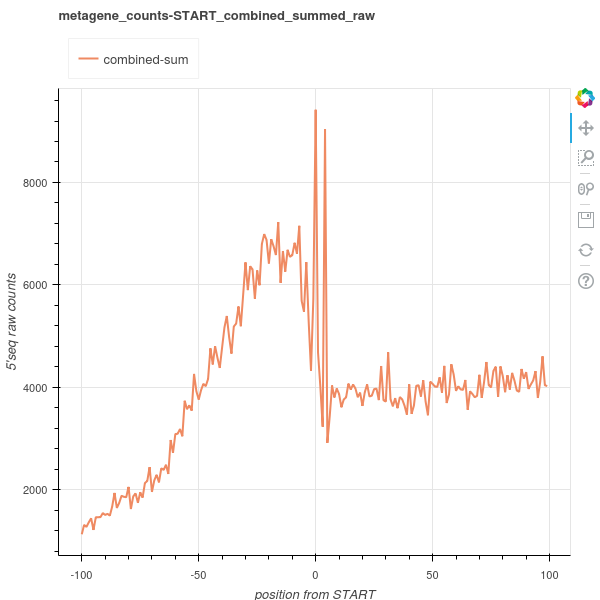 metagene_counts-START_combined_summed_raw
combined-sum
8000
6000
4000
2000
5'seq raw counts
-100
-50
0
50
100
position from START